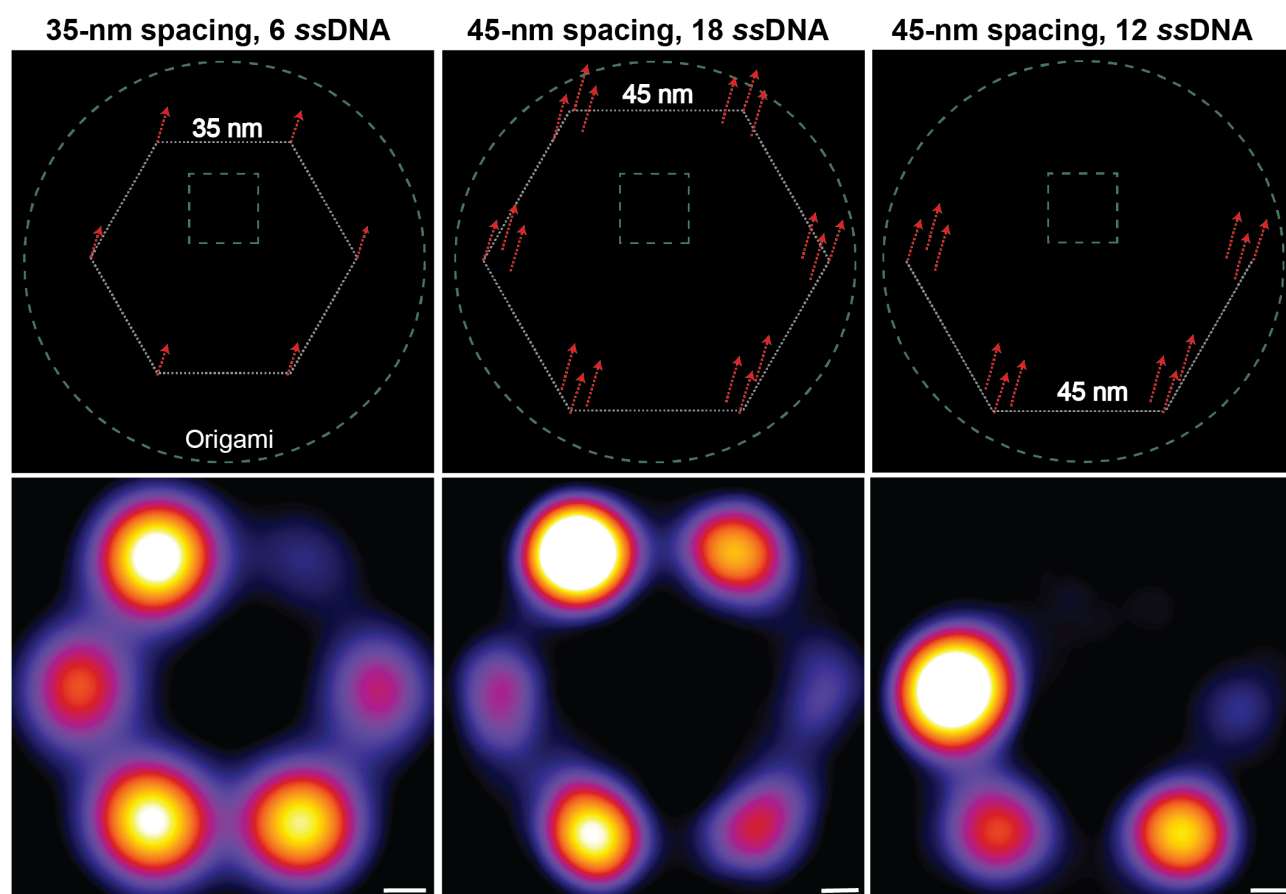 35-nm spacing, 6 ssDNA
45-nm spacing, 18 ssDNA
45-nm spacing, 12 ssDNA
35 nm
45 nm
45 nm
Origami